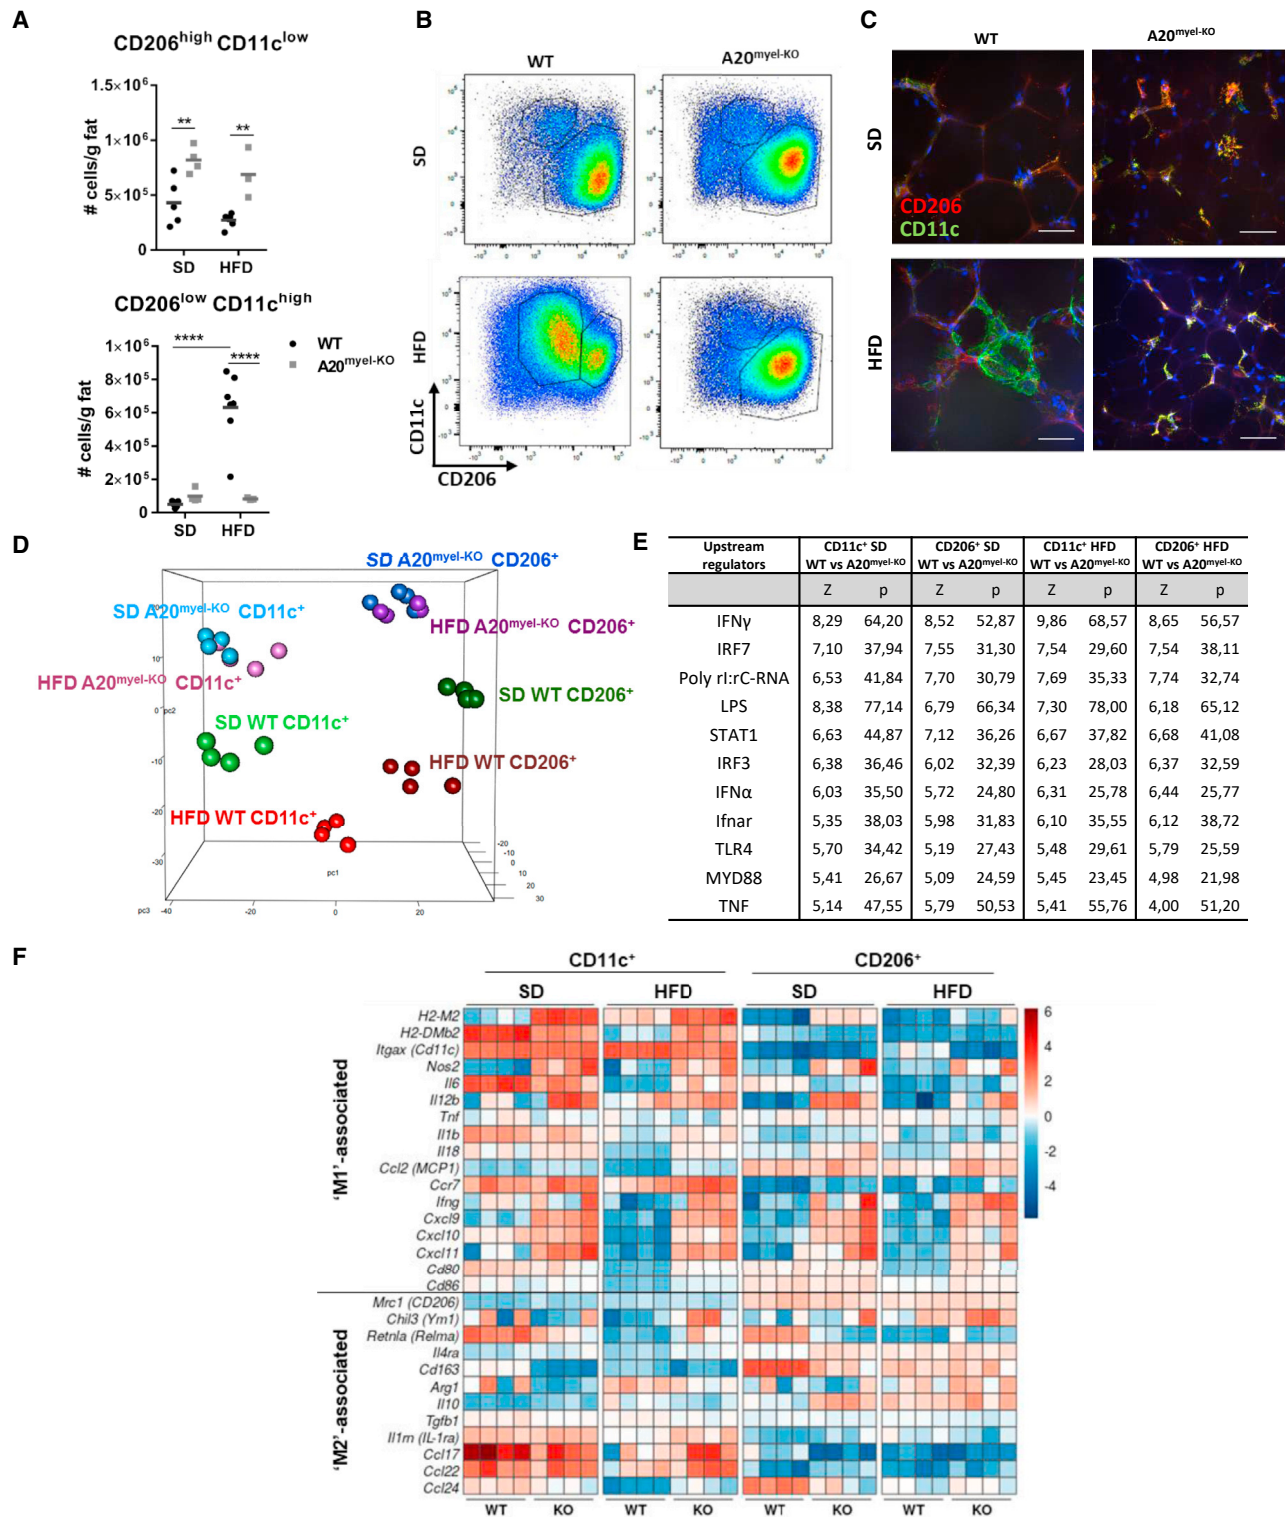 A
CD206high CD11clow
1.5×10⁶
1×10⁶
5×10⁵
0
# cells/g fat
**
**
SD
HFD
CD206low CD11chigh
1×10⁶
8×10⁵
6×10⁵
4×10⁵
2×10⁵
0
# cells/g fat
****
****
SD
HFD
WT
A20myel-KO
B
WT
A20myel-KO
SD
HFD
CD11c
CD206
C
WT
A20myel-KO
SD
HFD
CD206
CD11c
D
SD A20myel-KO CD206+
SD A20myel-KO CD11c+
HFD A20myel-KO CD206+
HFD A20myel-KO CD11c+
SD WT CD206+
SD WT CD11c+
HFD WT CD206+
HFD WT CD11c+
10
0
pc2
-10
-20
-30
pc1
pc3
-40
-20
0
20
-20
-10
0
10
20
30
E
Upstream regulators | CD11c+ SD WT vs A20myel-KO | CD206+ SD WT vs A20myel-KO | CD11c+ HFD WT vs A20myel-KO | CD206+ HFD WT vs A20myel-KO
Z p Z p Z p Z p
IFNγ 8,29 64,20 8,52 52,87 9,86 68,57 8,65 56,57
IRF7 7,10 37,94 7,55 31,30 7,54 29,60 7,54 38,11
Poly rI:rC-RNA 6,53 41,84 7,70 30,79 7,69 35,33 7,74 32,74
LPS 8,38 77,14 6,79 66,34 7,30 78,00 6,18 65,12
STAT1 6,63 44,87 7,12 36,26 6,67 37,82 6,68 41,08
IRF3 6,38 36,46 6,02 32,39 6,23 28,03 6,37 32,59
IFNα 6,03 35,50 5,72 24,80 6,31 25,78 6,44 25,77
Ifnar 5,35 38,03 5,98 31,83 6,10 35,55 6,12 38,72
TLR4 5,70 34,42 5,19 27,43 5,48 29,61 5,79 25,59
MYD88 5,41 26,67 5,09 24,59 5,45 23,45 4,98 21,98
TNF 5,14 47,55 5,79 50,53 5,41 55,76 4,00 51,20
F
CD11c+
CD206+
SD
HFD
SD
HFD
'M1'-associated
H2-M2
H2-DMb2
Itgax (Cd11c)
Nos2
Il6
Il12b
Tnf
Il1b
Il18
Ccl2 (MCP1)
Ccr7
Ifng
Cxcl9
Cxcl10
Cxcl11
Cd80
Cd86
'M2'-associated
Mrc1 (CD206)
Chil3 (Ym1)
Retnla (Relma)
Il4ra
Cd163
Arg1
Il10
Tgfb1
Il1rn (IL-1ra)
Ccl17
Ccl22
Ccl24
WT
KO
WT
KO
WT
KO
WT
KO
6
4
2
0
-2
-4